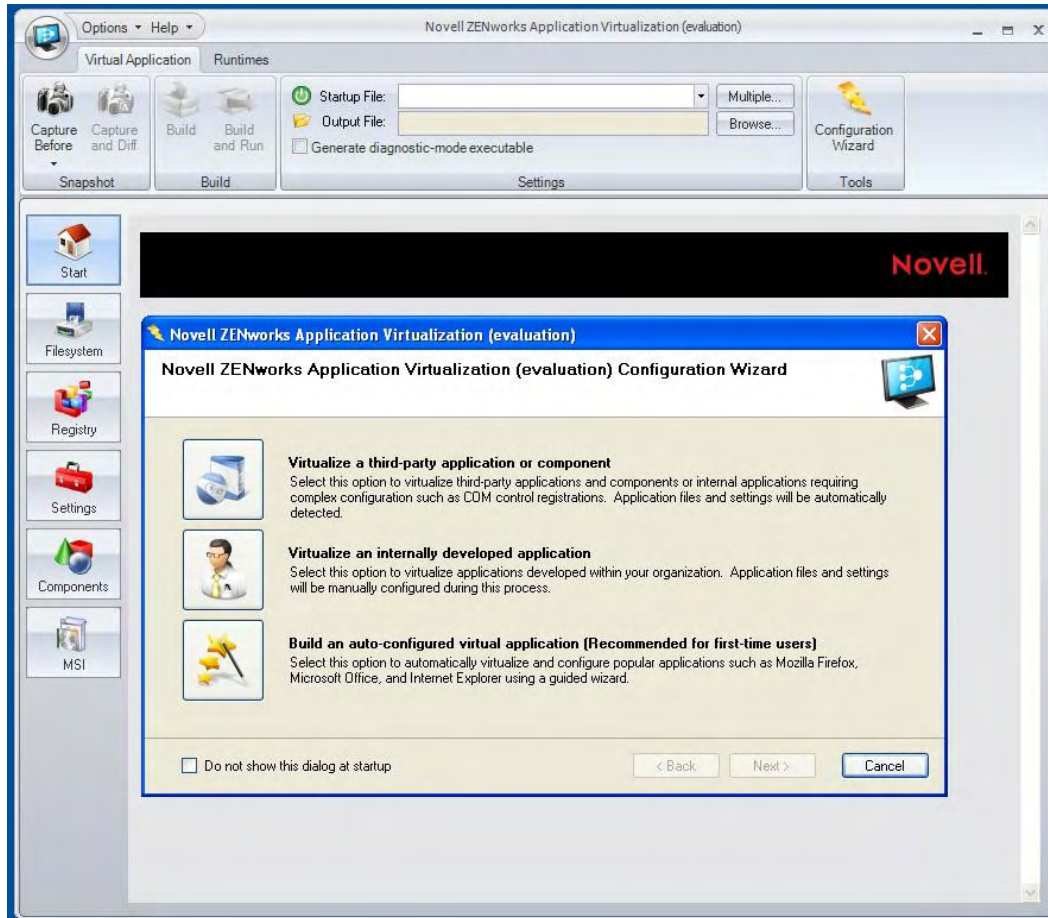 Options Help Novell ZENworks Application Virtualization (evaluation)
Virtual Application Runtimes
Capture Before
Capture and Diff
Snapshot
Build
Build and Run
Build
Startup File: Multiple...
Output File: Browse...
Generate diagnostic-mode executable
Settings
Configuration Wizard
Tools
Start
Filesystem
Registry
Settings
Components
MSI
Novell.
Novell ZENworks Application Virtualization (evaluation)
Novell ZENworks Application Virtualization (evaluation) Configuration Wizard
Virtualize a third-party application or component
Select this option to virtualize third-party applications and components or internal applications requiring
complex configuration such as COM control registrations. Application files and settings will be automatically
detected.
Virtualize an internally developed application
Select this option to virtualize applications developed within your organization. Application files and settings
will be manually configured during this process.
Build an auto-configured virtual application (Recommended for first-time users)
Select this option to automatically virtualize and configure popular applications such as Mozilla Firefox,
Microsoft Office, and Internet Explorer using a guided wizard.
Do not show this dialog at startup
< Back Next > Cancel